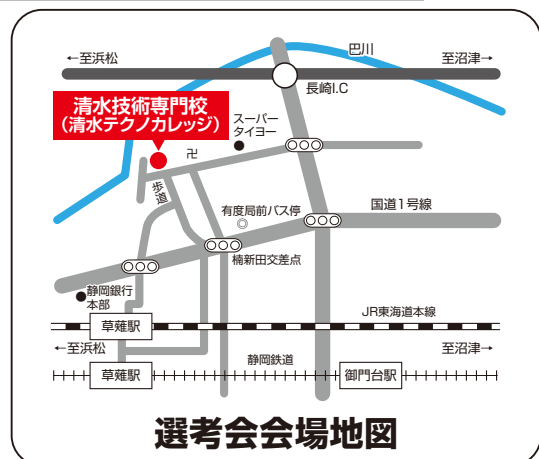 巴川
←至浜松
至沼津→
長崎I.C
清水技術専門校
（清水テクノカレッジ）
スーパー
タイヨー
卍
歩道
有度局前バス停
国道1号線
楠新田交差点
静岡銀行
本部
JR東海道本線
草薙駅
←至浜松
至沼津→
静岡鉄道
草薙駅
御門台駅
選考会会場地図